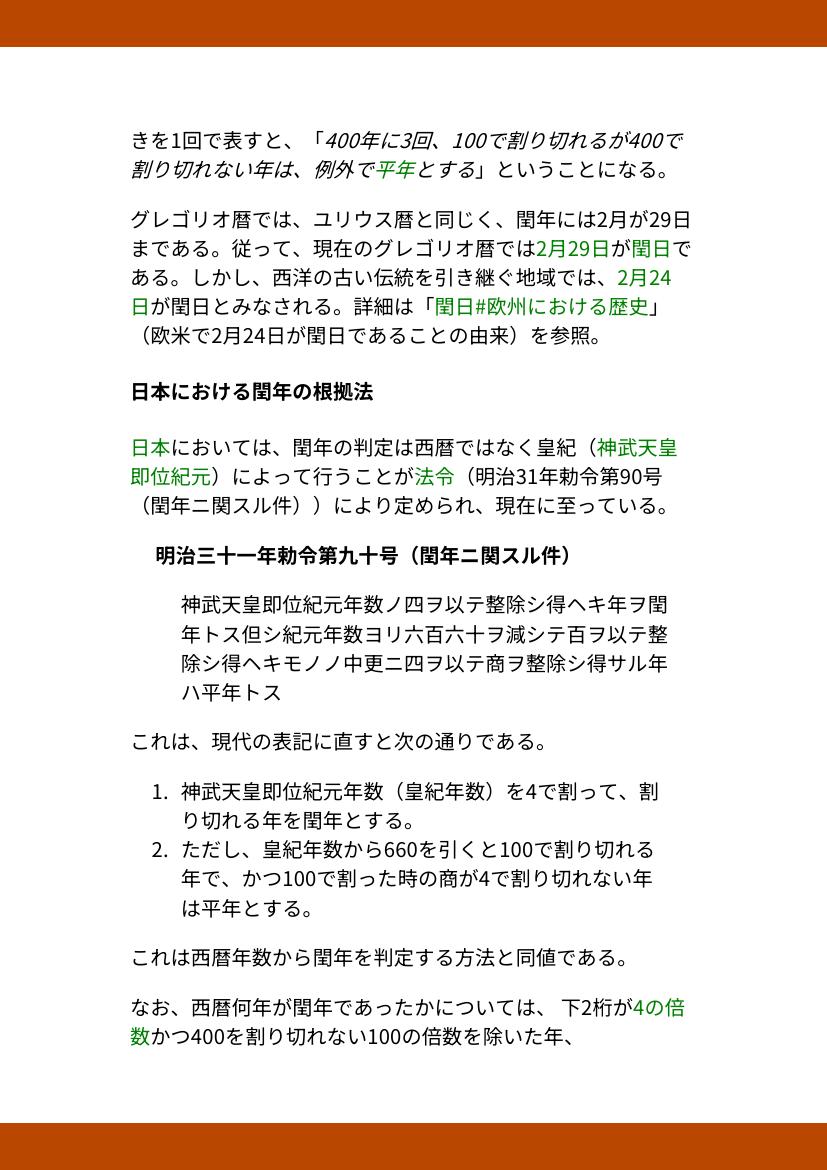 きを1回で表すと、「400年に3回、100で割り切れるが400で
割り切れない年は、例外で平年とする」ということになる。
グレゴリオ暦では、ユリウス暦と同じく、閏年には2月が29日
まである。従って、現在のグレゴリオ暦では2月29日が閏日で
ある。しかし、西洋の古い伝統を引き継ぐ地域では、2月24
日が閏日とみなされる。詳細は「閏日#欧州における歴史」
（欧米で2月24日が閏日であることの由来）を参照。
日本における閏年の根拠法
日本においては、閏年の判定は西暦ではなく皇紀（神武天皇
即位紀元）によって行うことが法令（明治31年勅令第90号
（閏年ニ関スル件））により定められ、現在に至っている。
明治三十一年勅令第九十号（閏年ニ関スル件）
神武天皇即位紀元年数ノ四ヲ以テ整除シ得ヘキ年ヲ閏
年トス但シ紀元年数ヨリ六百六十ヲ減シテ百ヲ以テ整
除シ得ヘキモノノ中更ニ四ヲ以テ商ヲ整除シ得サル年
ハ平年トス
これは、現代の表記に直すと次の通りである。
1. 神武天皇即位紀元年数（皇紀年数）を4で割って、割
り切れる年を閏年とする。
2. ただし、皇紀年数から660を引くと100で割り切れる
年で、かつ100で割った時の商が4で割り切れない年
は平年とする。
これは西暦年数から閏年を判定する方法と同値である。
なお、西暦何年が閏年であったかについては、 下2桁が4の倍
数かつ400を割り切れない100の倍数を除いた年、